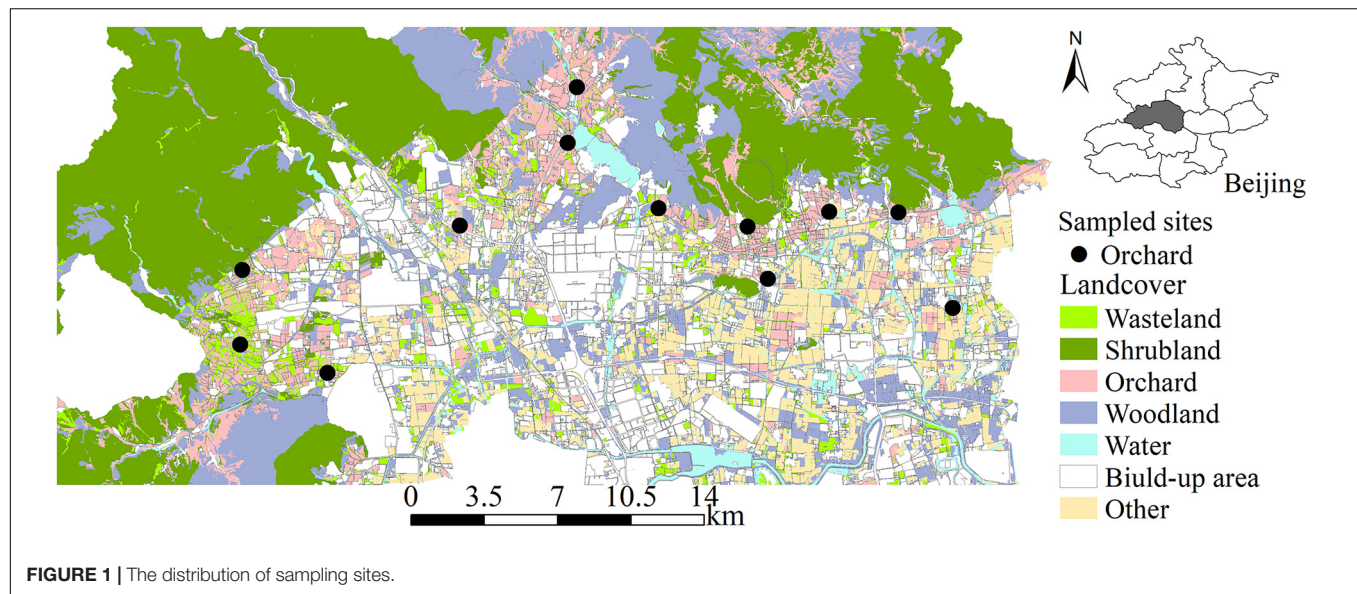 N
Beijing
Sampled sites
Orchard
Landcover
Wasteland
Shrubland
Orchard
Woodland
Water
Biuld-up area
Other
0 3.5 7 10.5 14
km
FIGURE 1 | The distribution of sampling sites.